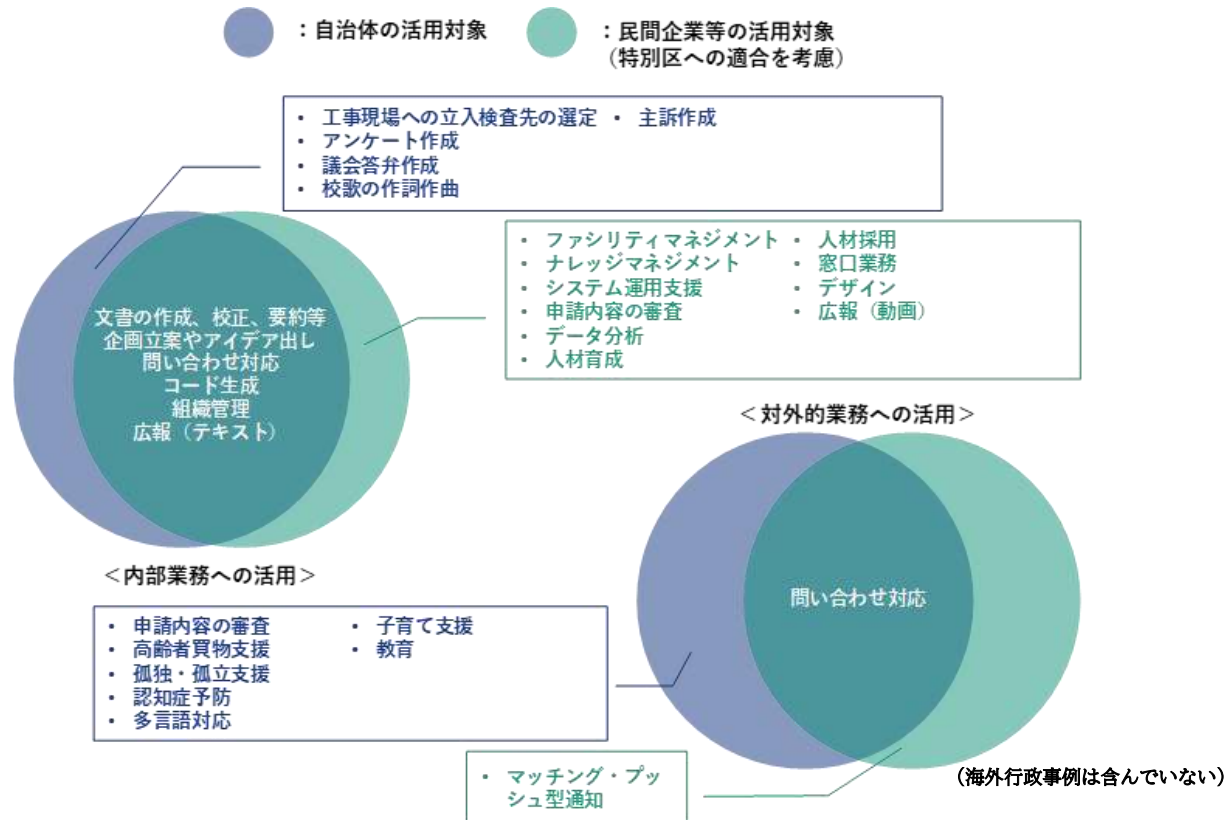 ：自治体の活用対象
：民間企業等の活用対象
（特別区への適合を考慮）
• 工事現場への立入検査先の選定 • 主訴作成
• アンケート作成
• 議会答弁作成
• 校歌の作詞作曲
• ファシリティマネジメント • 人材採用
• ナレッジマネジメント • 窓口業務
• システム運用支援 • デザイン
• 申請内容の審査 • 広報（動画）
• データ分析
• 人材育成
文書の作成、校正、要約等
企画立案やアイデア出し
問い合わせ対応
コード生成
組織管理
広報（テキスト）
＜内部業務への活用＞
＜対外的業務への活用＞
問い合わせ対応
• 申請内容の審査 • 子育て支援
• 高齢者買物支援 • 教育
• 孤独・孤立支援
• 認知症予防
• 多言語対応
• マッチング・プッ
シュ型通知
（海外行政事例は含んでいない）